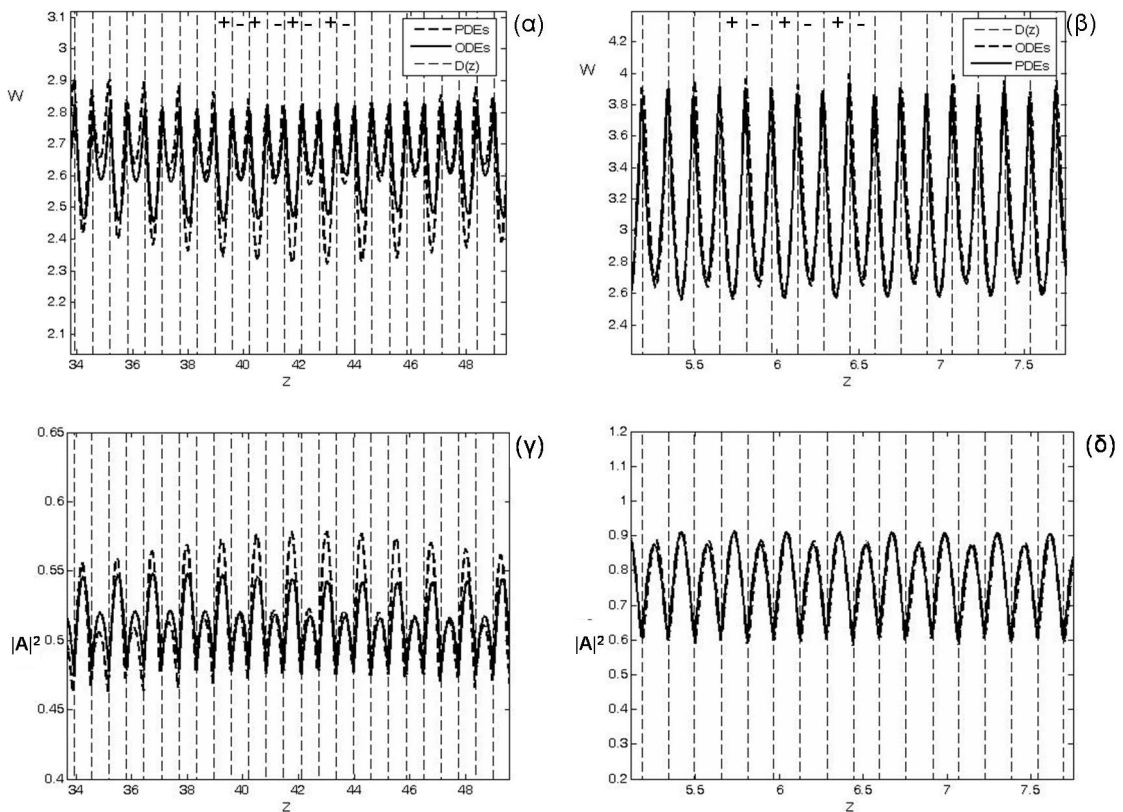 + - + - + - + -
(α)
PDEs
ODEs
D(z)
3.1
3
2.9
2.8
2.7
2.6
2.5
2.4
2.3
2.2
2.1
W
34 36 38 40 42 44 46 48
z
+ - + - + -
(β)
D(z)
ODEs
PDEs
4.2
4
3.8
3.6
3.4
3.2
3
2.8
2.6
2.4
W
5.5 6 6.5 7 7.5
z
(γ)
0.65
0.6
0.55
0.5
0.45
0.4
|A|²
34 36 38 40 42 44 46 48
z
(δ)
1.2
1.1
1
0.9
0.8
0.7
0.6
0.5
0.4
0.3
0.2
|A|²
5.5 6 6.5 7 7.5
z